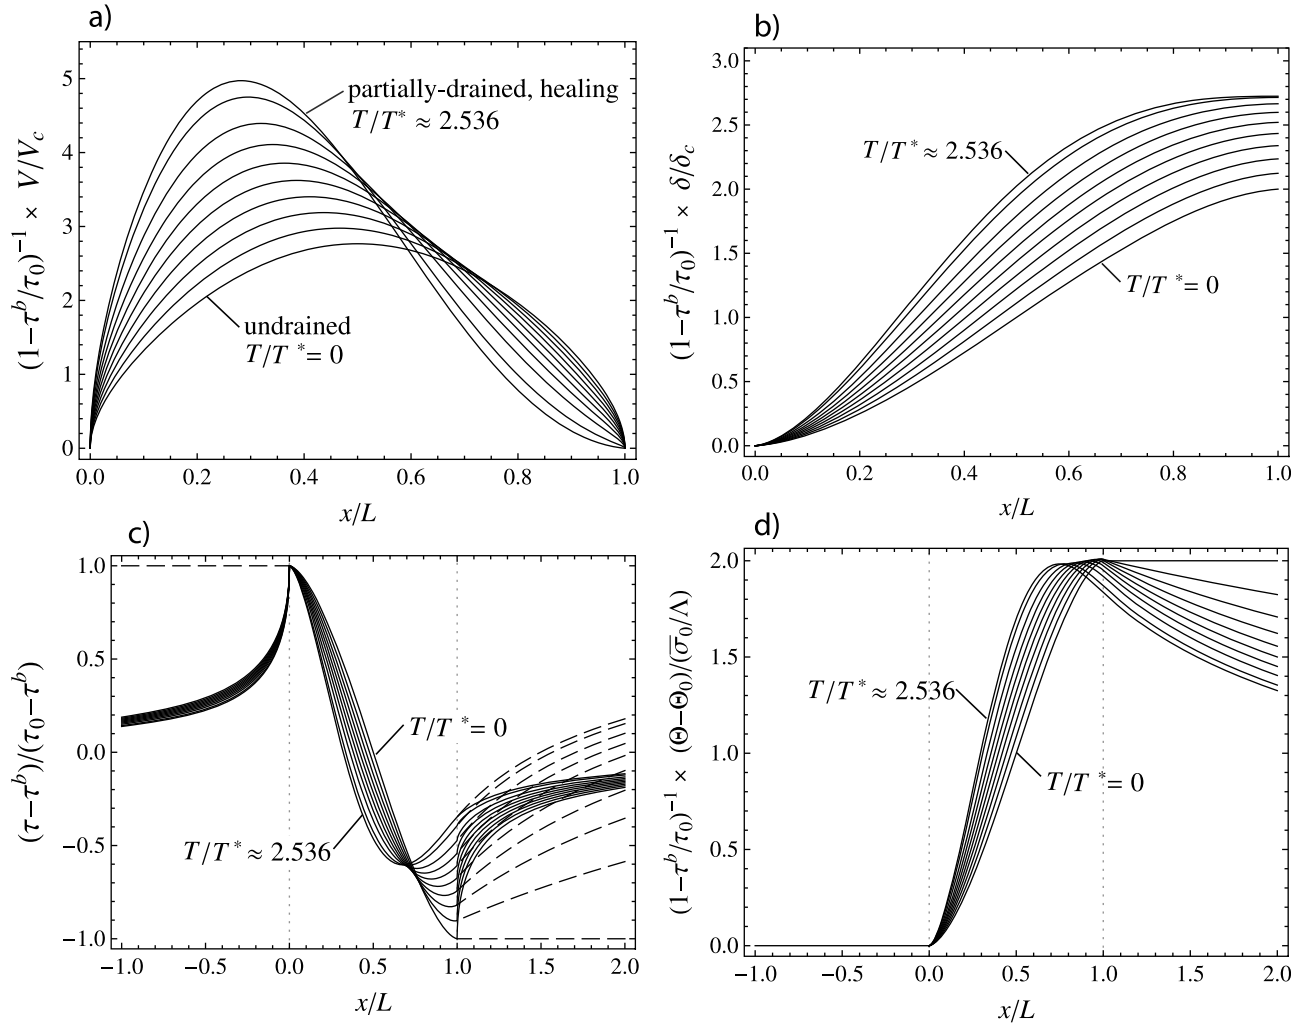 a)
(1−τ^b/τ_0)^{−1} × V/V_c
5
4
3
2
1
0
partially-drained, healing
T/T* ≈ 2.536
undrained
T/T* = 0
0.0 0.2 0.4 0.6 0.8 1.0
x/L
b)
(1−τ^b/τ_0)^{−1} × δ/δ_c
3.0
2.5
2.0
1.5
1.0
0.5
0.0
T/T* ≈ 2.536
T/T* = 0
0.0 0.2 0.4 0.6 0.8 1.0
x/L
c)
(τ−τ^b)/(τ_0−τ^b)
1.0
0.5
0.0
−0.5
−1.0
T/T* = 0
T/T* ≈ 2.536
−1.0 −0.5 0.0 0.5 1.0 1.5 2.0
x/L
d)
(1−τ^b/τ_0)^{−1} × (Θ−Θ_0)/(σ̅_0/Λ)
2.0
1.5
1.0
0.5
0.0
T/T* ≈ 2.536
T/T* = 0
−1.0 −0.5 0.0 0.5 1.0 1.5 2.0
x/L